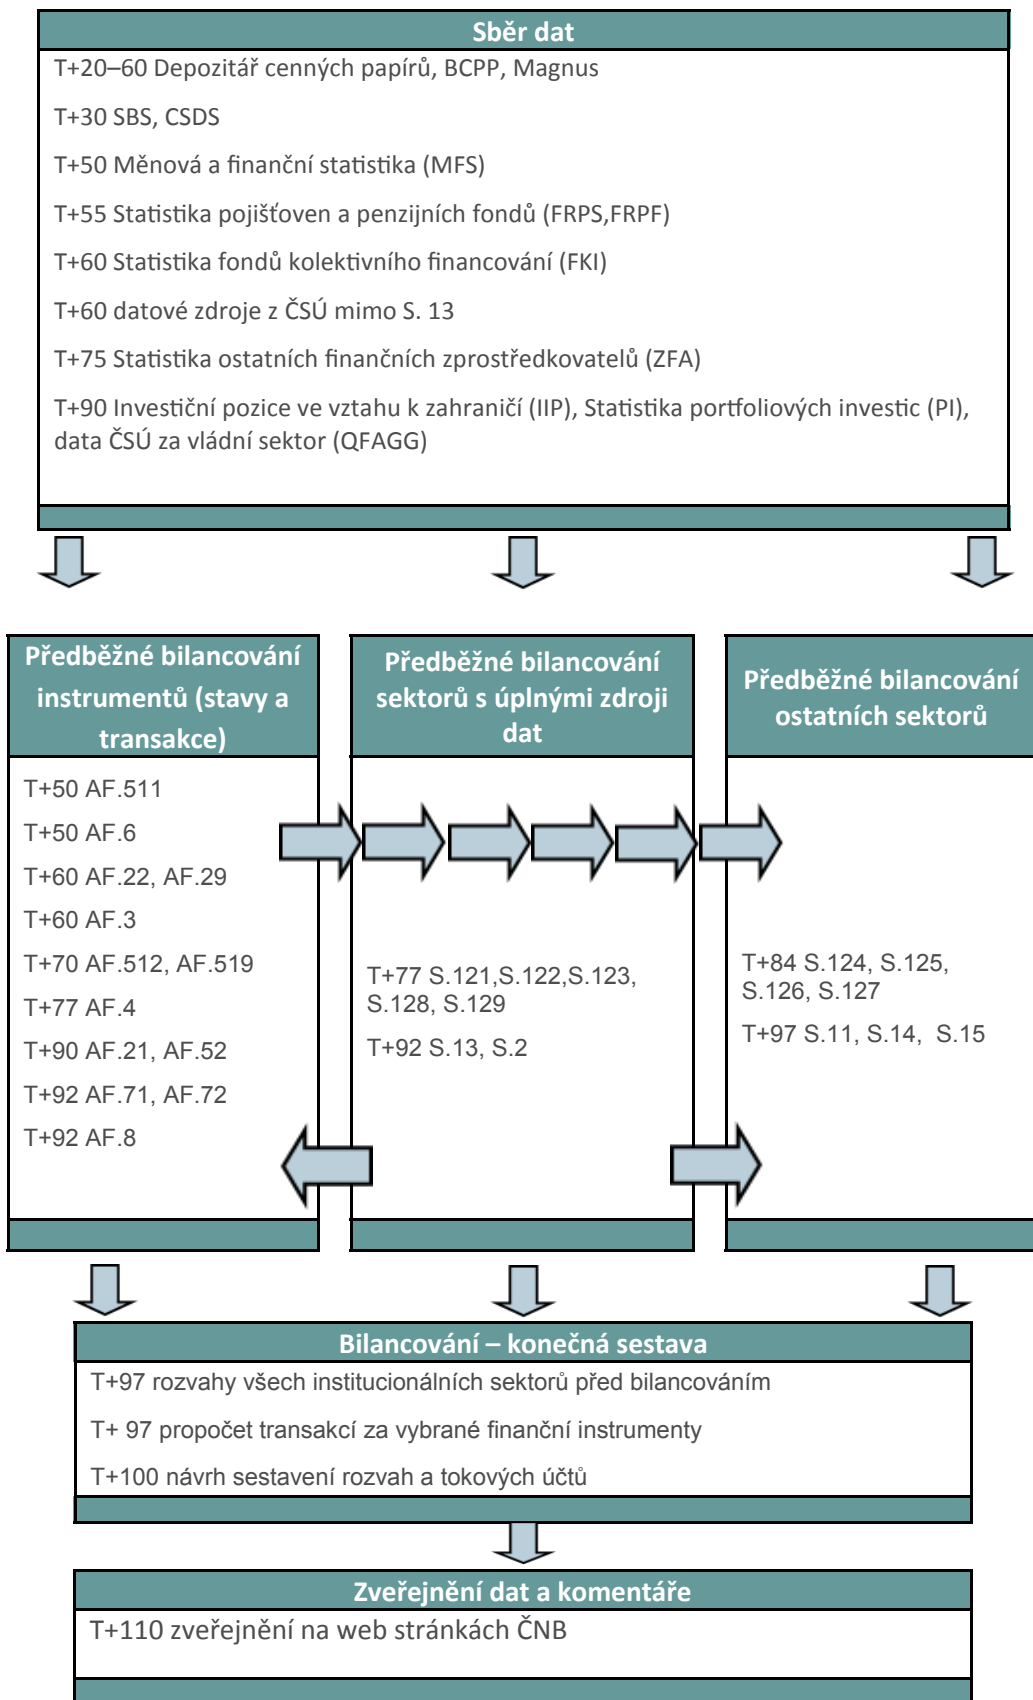 Sběr dat
T+20–60 Depozitář cenných papírů, BCPP, Magnus
T+30 SBS, CSDS
T+50 Měnová a finanční statistika (MFS)
T+55 Statistika pojišťoven a penzijních fondů (FRPS,FRPF)
T+60 Statistika fondů kolektivního financování (FKI)
T+60 datové zdroje z ČSÚ mimo S. 13
T+75 Statistika ostatních finančních zprostředkovatelů (ZFA)
T+90 Investiční pozice ve vztahu k zahraničí (IIP), Statistika portfoliových investic (PI),
data ČSÚ za vládní sektor (QFAGG)
Předběžné bilancování
instrumentů (stavy a
transakce)
T+50 AF.511
T+50 AF.6
T+60 AF.22, AF.29
T+60 AF.3
T+70 AF.512, AF.519
T+77 AF.4
T+90 AF.21, AF.52
T+92 AF.71, AF.72
T+92 AF.8
Předběžné bilancování
sektorů s úplnými zdroji
dat
T+77 S.121,S.122,S.123,
S.128, S.129
T+92 S.13, S.2
Předběžné bilancování
ostatních sektorů
T+84 S.124, S.125,
S.126, S.127
T+97 S.11, S.14, S.15
Bilancování – konečná sestava
T+97 rozvahy všech institucionálních sektorů před bilancováním
T+ 97 propočet transakcí za vybrané finanční instrumenty
T+100 návrh sestavení rozvah a tokových účtů
Zveřejnění dat a komentáře
T+110 zveřejnění na web stránkách ČNB